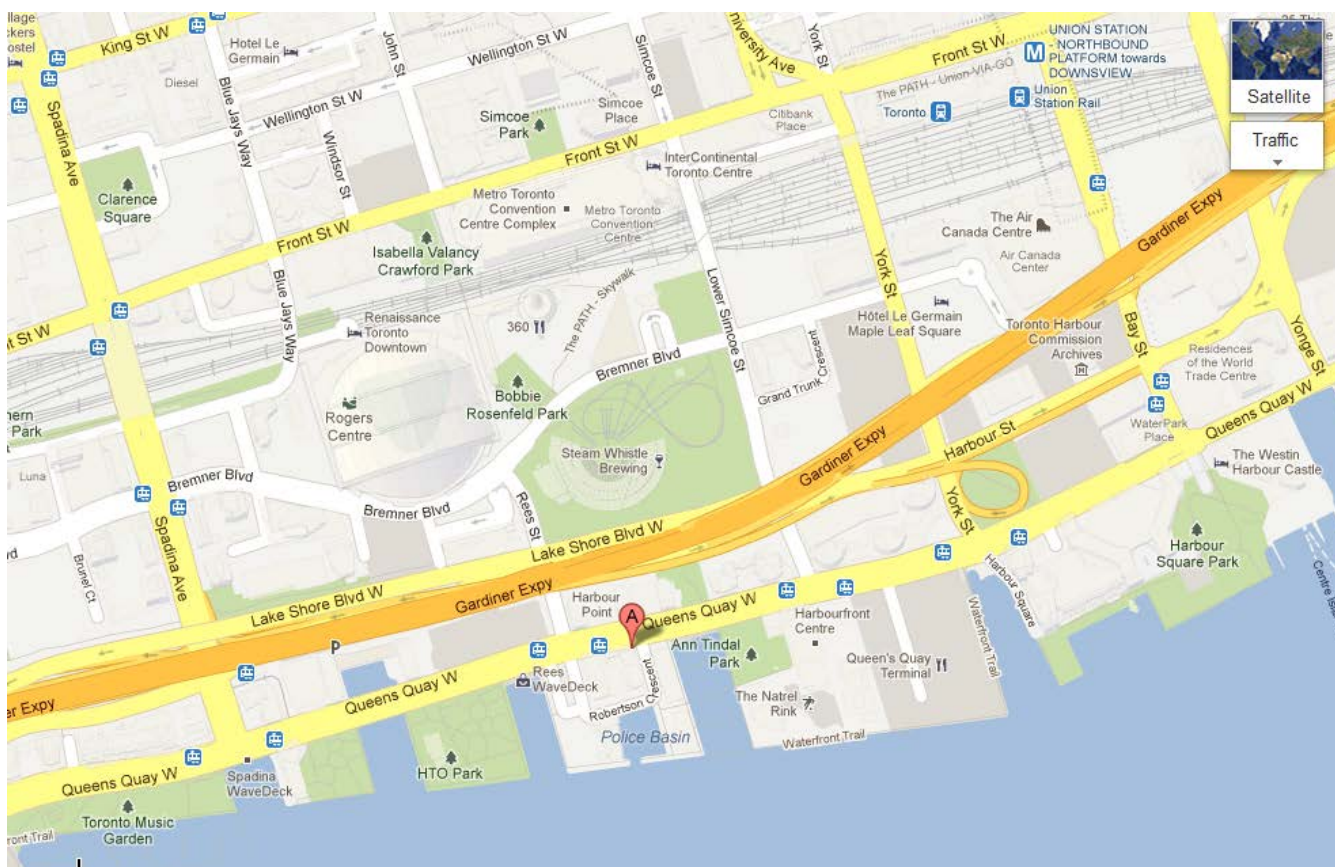 King St W
Hotel Le
Germain
Diesel
John St
Wellington St W
Simcoe St
University Ave
York St
Front St W
UNION STATION
- NORTHBOUND
PLATFORM towards
DOWNSVIEW
M
Union
Station Rail
The PATH - Union-VIA-GO
Toronto
Satellite
Traffic
Spadina Ave
Blue Jays Way
Wellington St W
Windsor St
Simcoe
Park
Simcoe
Place
Citibank
Place
Front St W
InterContinental
Toronto Centre
Clarence
Square
Metro Toronto
Convention
Centre Complex
Metro Toronto
Convention
Centre
Front St W
Isabella Valancy
Crawford Park
The Air
Canada Centre
Air Canada
Center
Gardiner Expy
York St
Blue Jays Way
Lower Simcoe St
The PATH - Skywalk
Renaissance
Toronto
Downtown
360
Hôtel Le Germain
Maple Leaf Square
Toronto Harbour
Commission
Archives
Bay St
Yonge St
Residences
of the World
Trade Centre
St W
Bremner Blvd
Grand Trunk Crescent
Bobbie
Rosenfeld Park
Rogers
Centre
Park
Luna
Steam Whistle
Brewing
Gardiner Expy
Harbour St
WaterPark
Place
Queens Quay W
The Westin
Harbour Castle
Bremner Blvd
Bremner Blvd
Rees St
Spadina Ave
Brunel Ct
Lake Shore Blvd W
York St
Harbour
Square Park
Harbour Square
Lake Shore Blvd W
Gardiner Expy
Harbour
Point
A
Queens Quay W
Harbourfront
Centre
Waterfront Trail
P
Ann Tindal
Park
Queen's Quay
Terminal
Rees
WaveDeck
Queens Quay W
Robertson Crescent
The Natrel
Rink
Police Basin
Waterfront Trail
Spadina
WaveDeck
HTO Park
Queens Quay W
Toronto Music
Garden